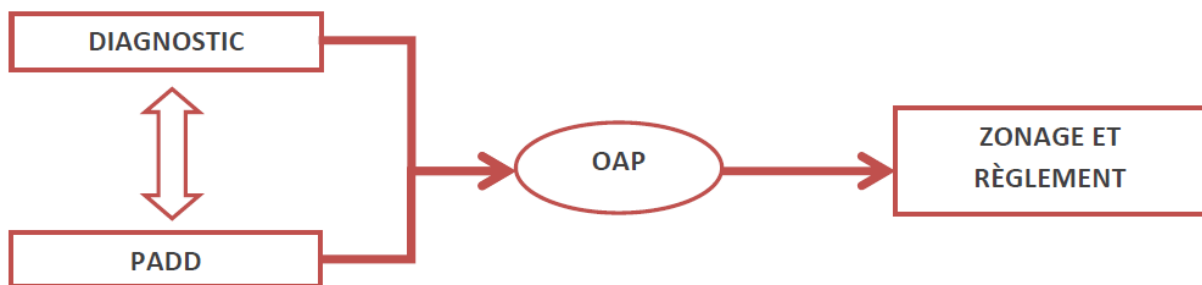 DIAGNOSTIC
PADD
OAP
ZONAGE ET
RÈGLEMENT